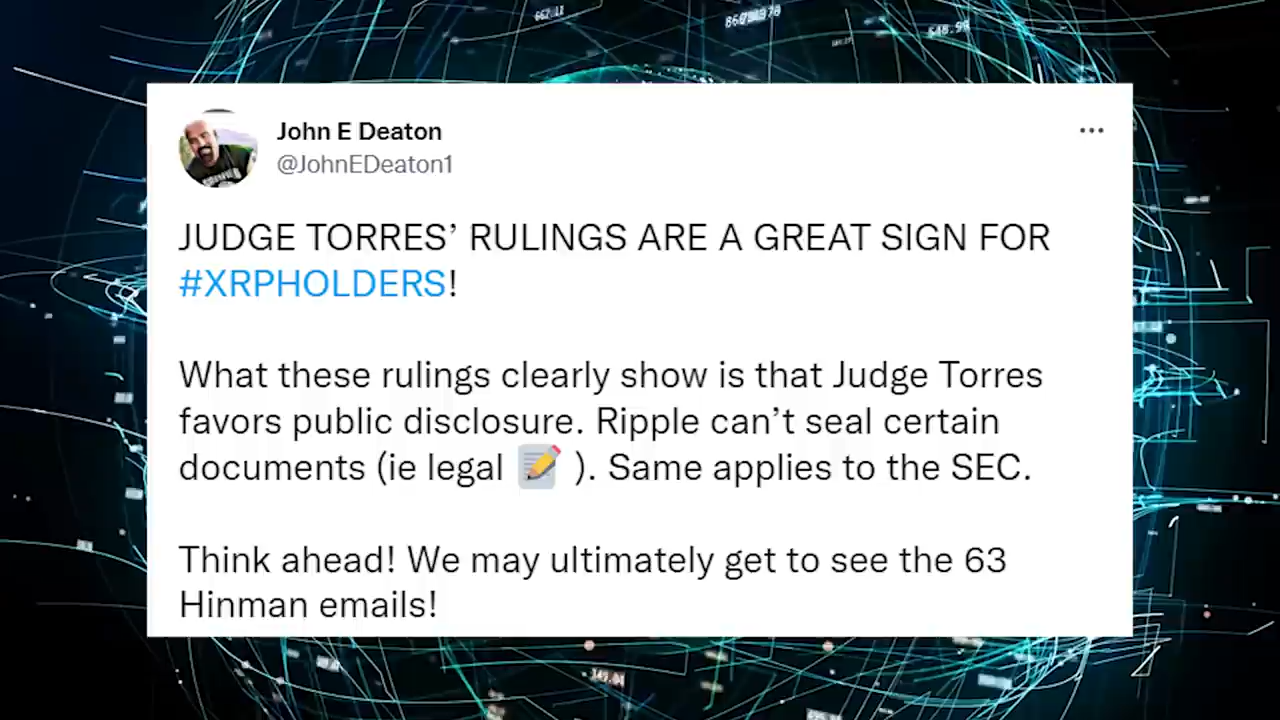 John E Deaton
@JohnEDeaton1
JUDGE TORRES’ RULINGS ARE A GREAT SIGN FOR
#XRPHOLDERS!
What these rulings clearly show is that Judge Torres
favors public disclosure. Ripple can’t seal certain
documents (ie legal 📝 ). Same applies to the SEC.
Think ahead! We may ultimately get to see the 63
Hinman emails!